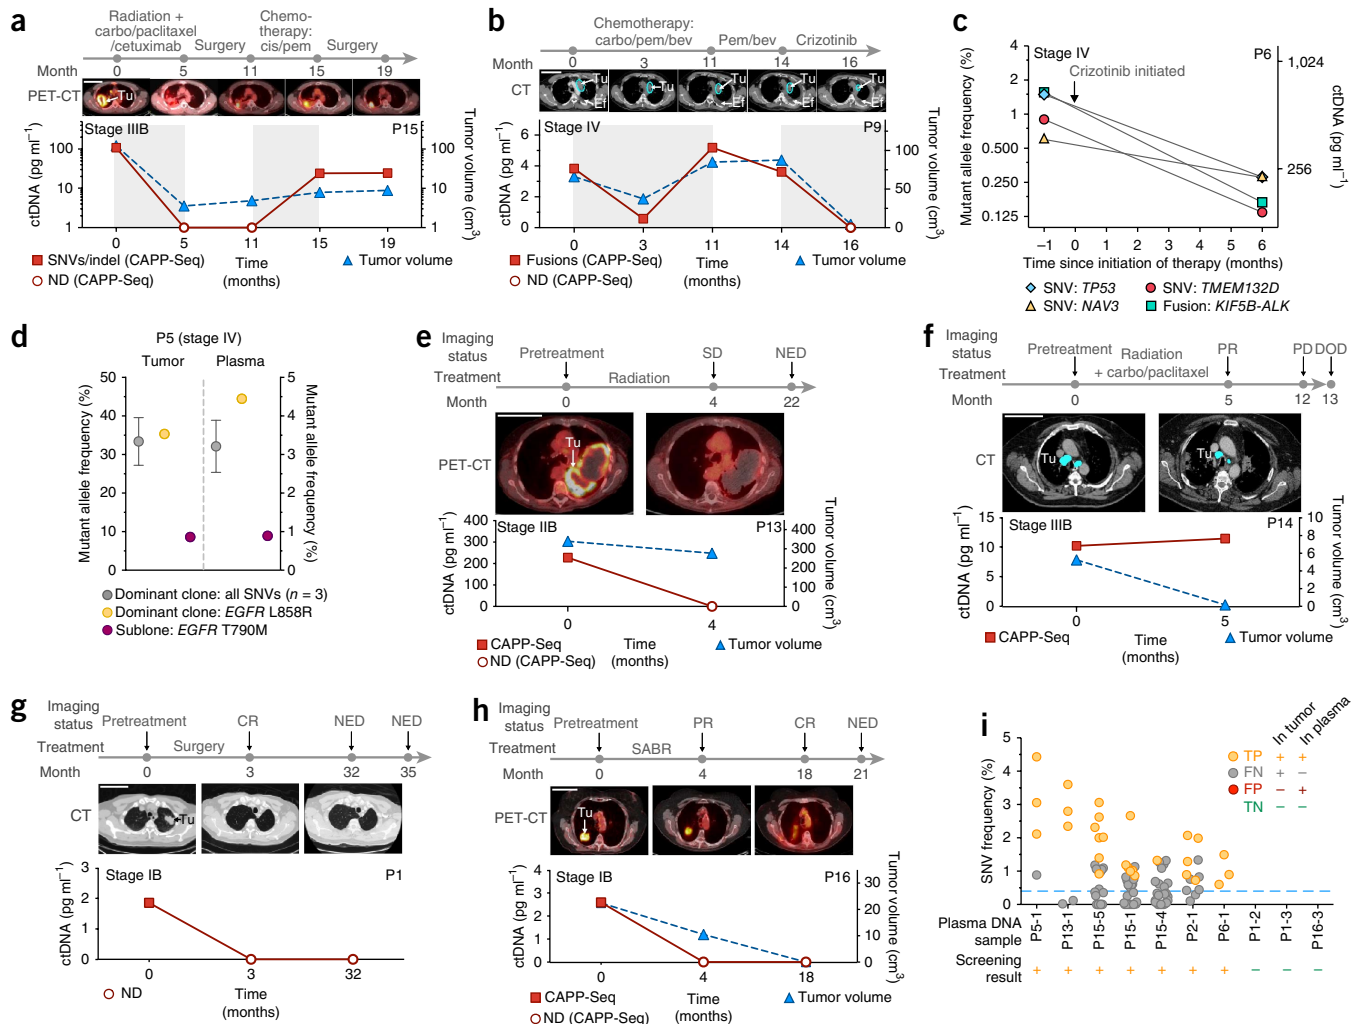 a
Radiation +
carbo/paclitaxel
/cetuximab
Surgery
Chemo-
therapy:
cis/pem
Surgery
Month
0 5 11 15 19
PET-CT
Tu
Stage IIIB
P15
ctDNA (pg ml⁻¹)
100
10
1
Tumor volume (cm³)
100
10
1
0 5 11 15 19
SNVs/indel (CAPP-Seq)
Time
(months)
Tumor volume
ND (CAPP-Seq)
b
Chemotherapy:
carbo/pem/bev
Pem/bev
Crizotinib
Month
0 3 11 14 16
CT
Tu Tu Tu Tu Tu
Ef Ef Ef Ef
Stage IV
P9
ctDNA (pg ml⁻¹)
6
4
2
0
Tumor volume (cm³)
100
50
25
0
0 3 11 14 16
Fusions (CAPP-Seq)
Time
(months)
Tumor volume
ND (CAPP-Seq)
c
Stage IV
P6
Crizotinib initiated
Mutant allele frequency (%)
4
2
1
0.500
0.250
0.125
ctDNA (pg ml⁻¹)
1,024
256
–1 0 1 2 3 4 5 6
Time since initiation of therapy (months)
SNV: TP53
SNV: TMEM132D
SNV: NAV3
Fusion: KIF5B-ALK
d
P5 (stage IV)
Tumor Plasma
Mutant allele frequency (%)
50
40
30
20
10
0
Mutant allele frequency
(%)
5
4
3
2
1
0
Dominant clone: all SNVs (n = 3)
Dominant clone: EGFR L858R
Sublone: EGFR T790M
e
Imaging
status
Pretreatment SD NED
Treatment
Radiation
Month
0 4 22
PET-CT
Tu
Stage IIB
P13
ctDNA (pg ml⁻¹)
400
300
200
100
0
Tumor volume (cm³)
400
300
200
100
0
0 4
CAPP-Seq
Time
(months)
Tumor volume
ND (CAPP-Seq)
f
Imaging
status
Pretreatment PR PD DOD
Treatment
Radiation
+ carbo/paclitaxel
Month
0 5 12 13
CT
Tu Tu
Stage IIIB
P14
ctDNA (pg ml⁻¹)
15
10
5
0
Tumor volume (cm³)
10
8
6
4
2
0
0 5
CAPP-Seq
Time
(months)
Tumor volume
g
Imaging
status
Pretreatment CR NED NED
Treatment
Surgery
Month
0 3 32 35
CT
Tu
Stage IB
P1
ctDNA (pg ml⁻¹)
3
2
1
0
0 3 32
ND
Time
(months)
h
Imaging
status
Pretreatment PR CR NED
Treatment
SABR
Month
0 4 18 21
PET-CT
Tu
Stage IB
P16
ctDNA (pg ml⁻¹)
4
3
2
1
0
Tumor volume (cm³)
30
20
10
0
0 4 18
CAPP-Seq
Time
(months)
Tumor volume
ND (CAPP-Seq)
i
In tumor
In plasma
TP + +
FN + –
FP – +
TN – –
SNV frequency (%)
5
4
3
2
1
0
Plasma DNA
sample
P5-1 P13-1 P15-5 P15-1 P15-4 P2-1 P6-1 P1-2 P1-3 P16-3
Screening
result
+ + + + + + + – – –